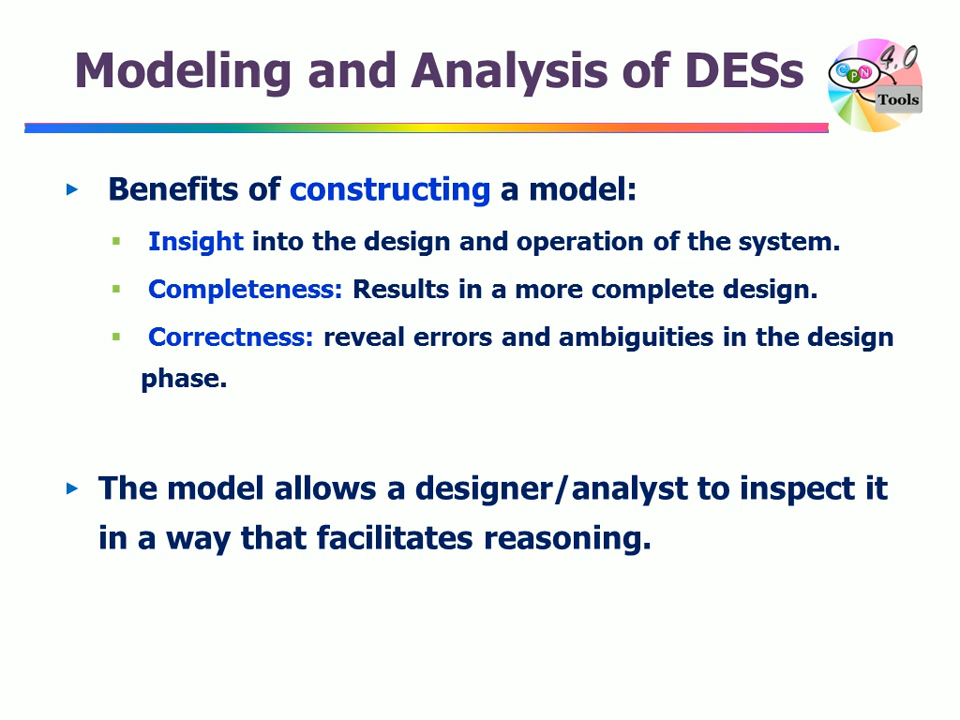 Modeling and Analysis of DESs
4.0
CPN
Tools
▸ Benefits of constructing a model:
▪ Insight into the design and operation of the system.
▪ Completeness: Results in a more complete design.
▪ Correctness: reveal errors and ambiguities in the design
phase.
▸ The model allows a designer/analyst to inspect it
in a way that facilitates reasoning.